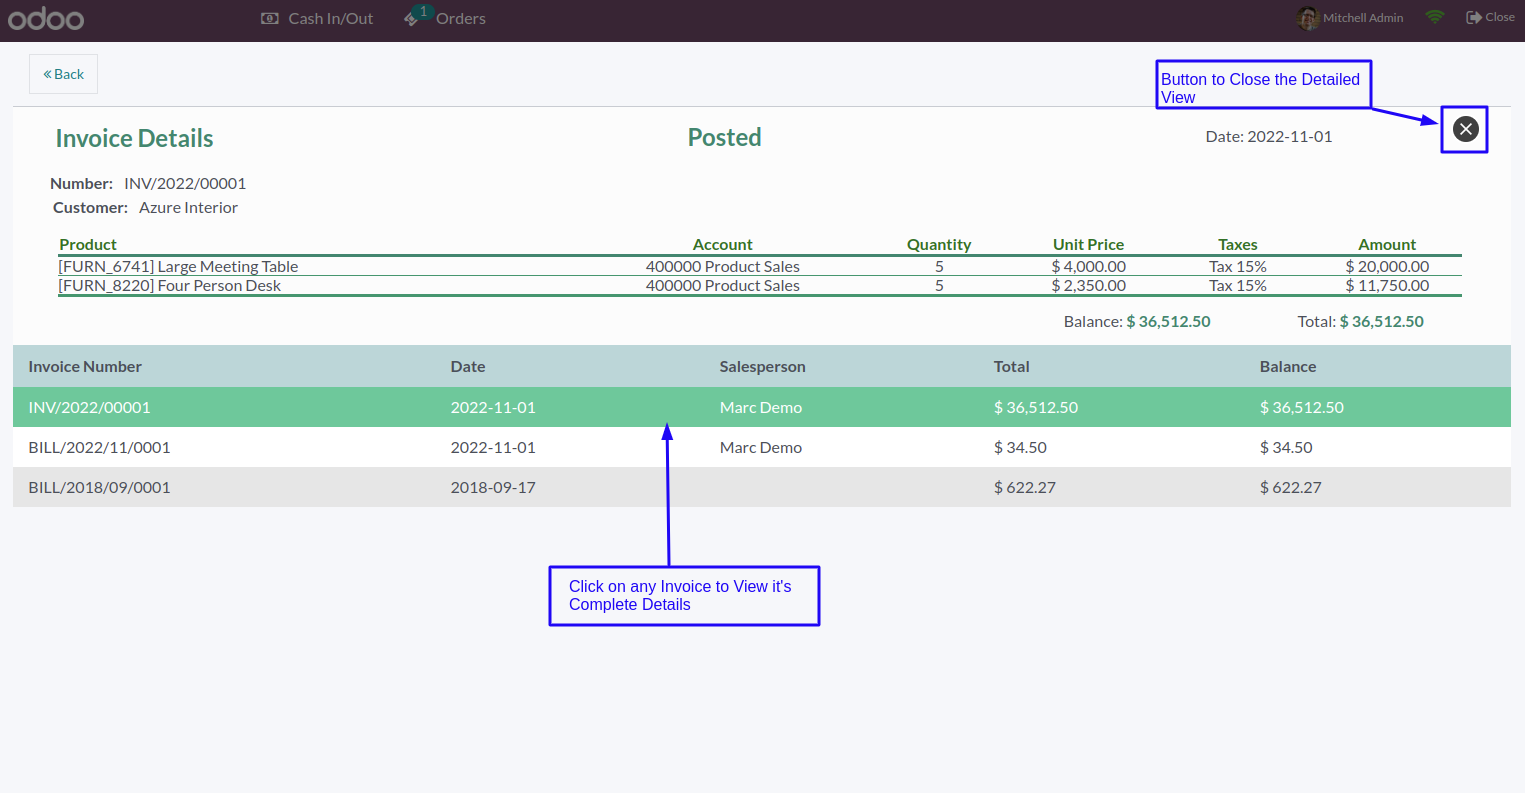 odoo
Cash In/Out
1
Orders
Mitchell Admin
Close
« Back
Button to Close the Detailed
View
Invoice Details
Posted
Date: 2022-11-01
Number: INV/2022/00001
Customer: Azure Interior
Product Account Quantity Unit Price Taxes Amount
[FURN_6741] Large Meeting Table 400000 Product Sales 5 $ 4,000.00 Tax 15% $ 20,000.00
[FURN_8220] Four Person Desk 400000 Product Sales 5 $ 2,350.00 Tax 15% $ 11,750.00
Balance: $ 36,512.50 Total: $ 36,512.50
Invoice Number Date Salesperson Total Balance
INV/2022/00001 2022-11-01 Marc Demo $ 36,512.50 $ 36,512.50
BILL/2022/11/0001 2022-11-01 Marc Demo $ 34.50 $ 34.50
BILL/2018/09/0001 2018-09-17 $ 622.27 $ 622.27
Click on any Invoice to View it's
Complete Details